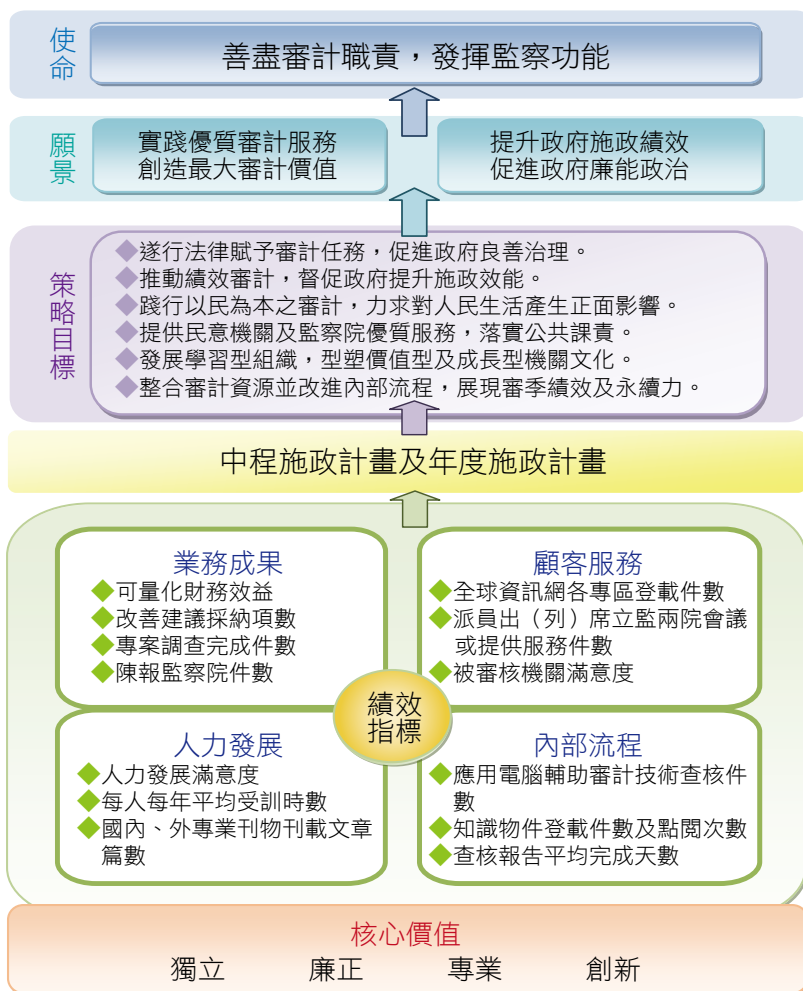 使命
善盡審計職責，發揮監察功能
願景
實踐優質審計服務
創造最大審計價值
提升政府施政績效
促進政府廉能政治
策略目標
◆遂行法律賦予審計任務，促進政府良善治理。
◆推動績效審計，督促政府提升施政效能。
◆踐行以民為本之審計，力求對人民生活產生正面影響。
◆提供民意機關及監察院優質服務，落實公共課責。
◆發展學習型組織，型塑價值型及成長型機關文化。
◆整合審計資源並改進內部流程，展現審季績效及永續力。
中程施政計畫及年度施政計畫
業務成果
◆可量化財務效益
◆改善建議採納項數
◆專案調查完成件數
◆陳報監察院件數
顧客服務
◆全球資訊網各專區登載件數
◆派員出（列）席立監兩院會議
或提供服務件數
◆被審核機關滿意度
績效
指標
人力發展
◆人力發展滿意度
◆每人每年平均受訓時數
◆國內、外專業刊物刊載文章
篇數
內部流程
◆應用電腦輔助審計技術查核件
數
◆知識物件登載件數及點閱次數
◆查核報告平均完成天數
核心價值
獨立 廉正 專業 創新